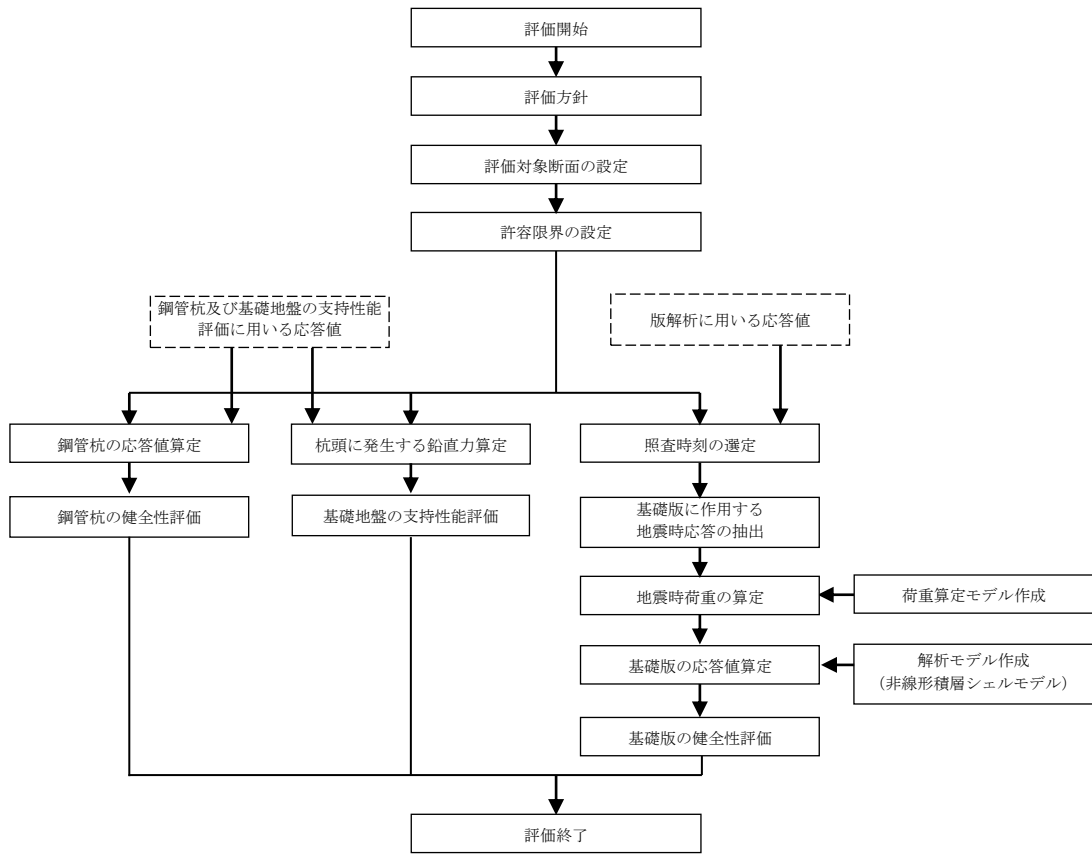 評価開始
評価方針
評価対象断面の設定
許容限界の設定
鋼管杭及び基礎地盤の支持性能
評価に用いる応答値
版解析に用いる応答値
鋼管杭の応答値算定
杭頭に発生する鉛直力算定
照査時刻の選定
鋼管杭の健全性評価
基礎地盤の支持性能評価
基礎版に作用する
地震時応答の抽出
地震時荷重の算定
荷重算定モデル作成
基礎版の応答値算定
解析モデル作成
（非線形積層シェルモデル）
基礎版の健全性評価
評価終了